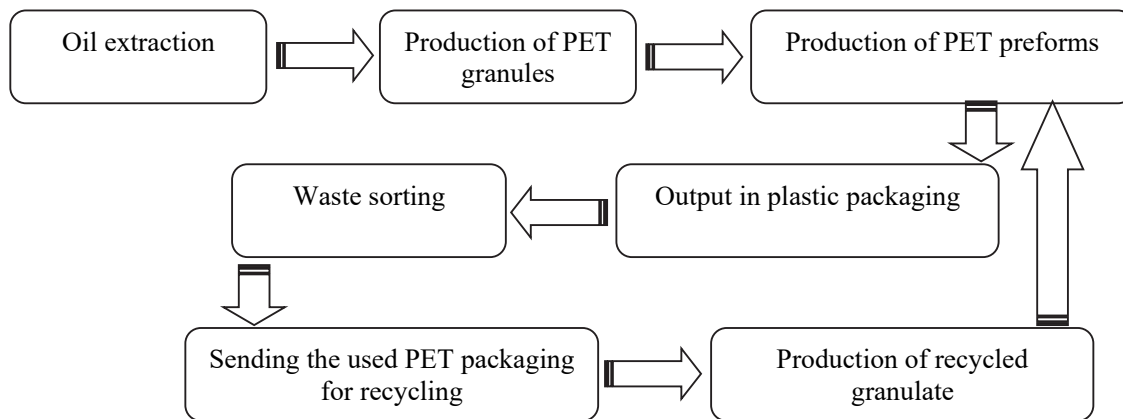 Oil extraction
Production of PET
granules
Production of PET preforms
Waste sorting
Output in plastic packaging
Sending the used PET packaging
for recycling
Production of recycled
granulate